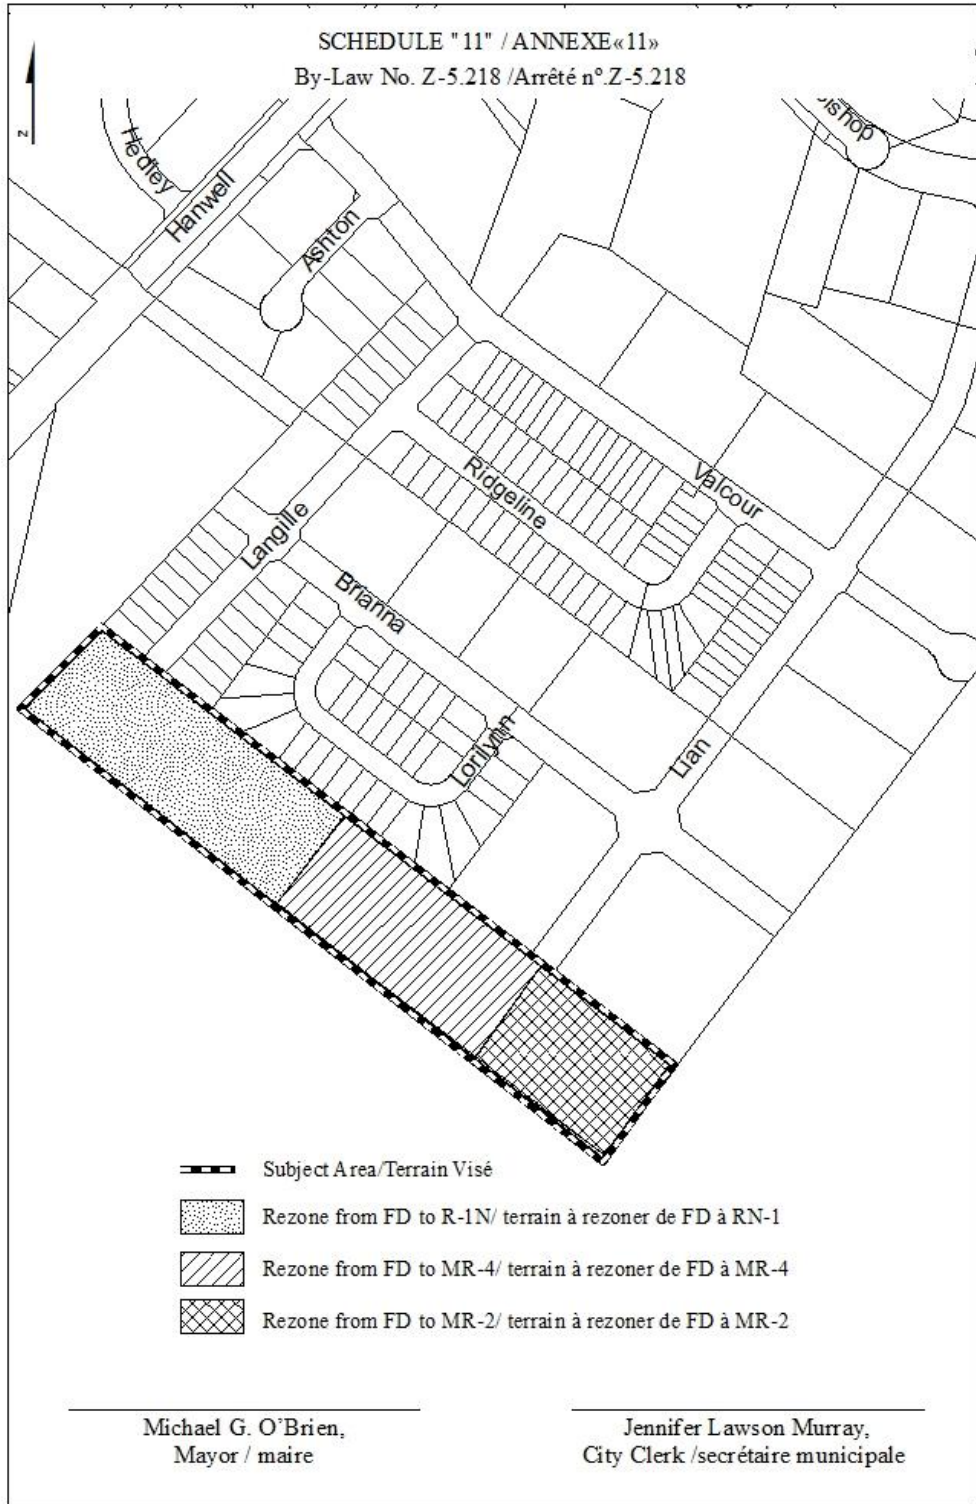 SCHEDULE "11" / ANNEXE«11»
By-Law No. Z-5.218 /Arrêté nº.Z-5.218
z
Hedley
Hanwell
Ashton
Valcour
Ridgeline
Langille
Brianna
Lorilynn
Lian
Subject Area/Terrain Visé
Rezone from FD to R-1N/ terrain à rezoner de FD à RN-1
Rezone from FD to MR-4/ terrain à rezoner de FD à MR-4
Rezone from FD to MR-2/ terrain à rezoner de FD à MR-2
Michael G. O'Brien,
Mayor / maire
Jennifer Lawson Murray,
City Clerk /secrétaire municipale